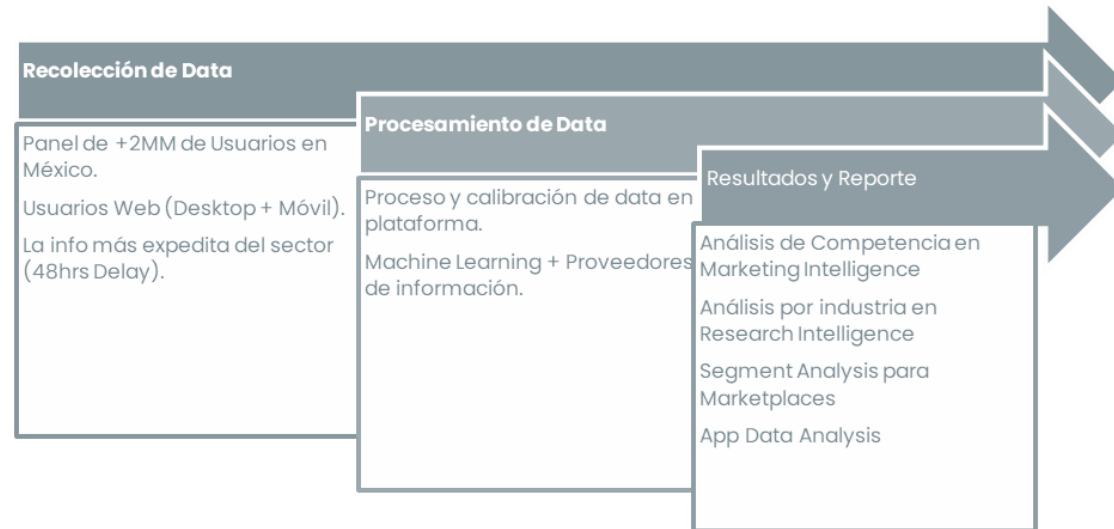 Recolección de Data
Panel de +2MM de Usuarios en
México.
Usuarios Web (Desktop + Móvil).
La info más expedita del sector
(48hrs Delay).
Procesamiento de Data
Proceso y calibración de data en
plataforma.
Machine Learning + Proveedores
de información.
Resultados y Reporte
Análisis de Competencia en
Marketing Intelligence
Análisis por industria en
Research Intelligence
Segment Analysis para
Marketplaces
App Data Analysis